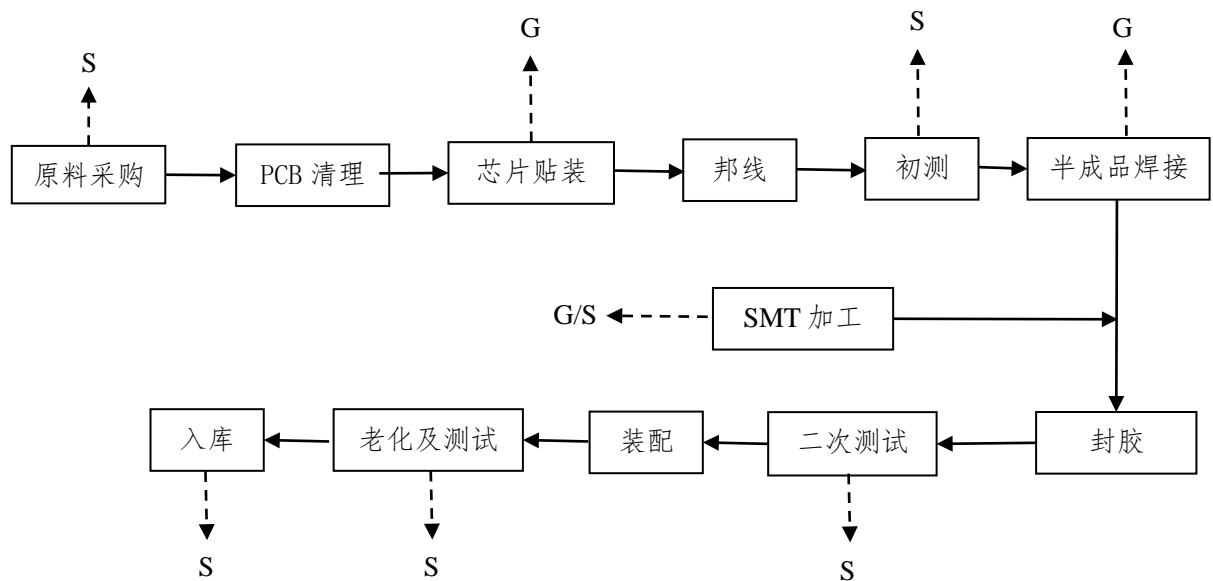 S
G
S
G
原料采购
PCB 清理
芯片贴装
邦线
初测
半成品焊接
G/S
SMT 加工
入库
老化及测试
装配
二次测试
封胶
S
S
S